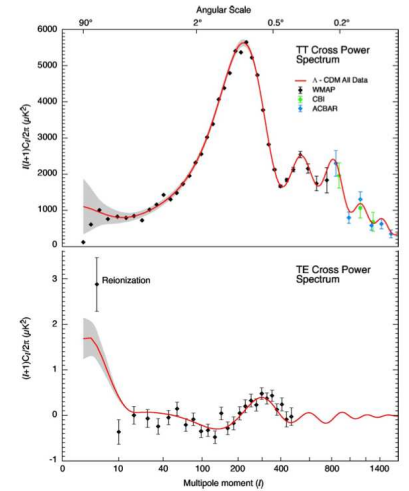 Angular Scale
90° 2° 0.5° 0.2°
TT Cross Power
Spectrum
Λ - CDM All Data
WMAP
CBI
ACBAR
l(l+1)Cl/2π (μK²)
6000
5000
4000
3000
2000
1000
0
TE Cross Power
Spectrum
Reionization
(l+1)Cl/2π (μK²)
3
2
1
0
-1
0 10 40 100 200 400 800 1400
Multipole moment (l)